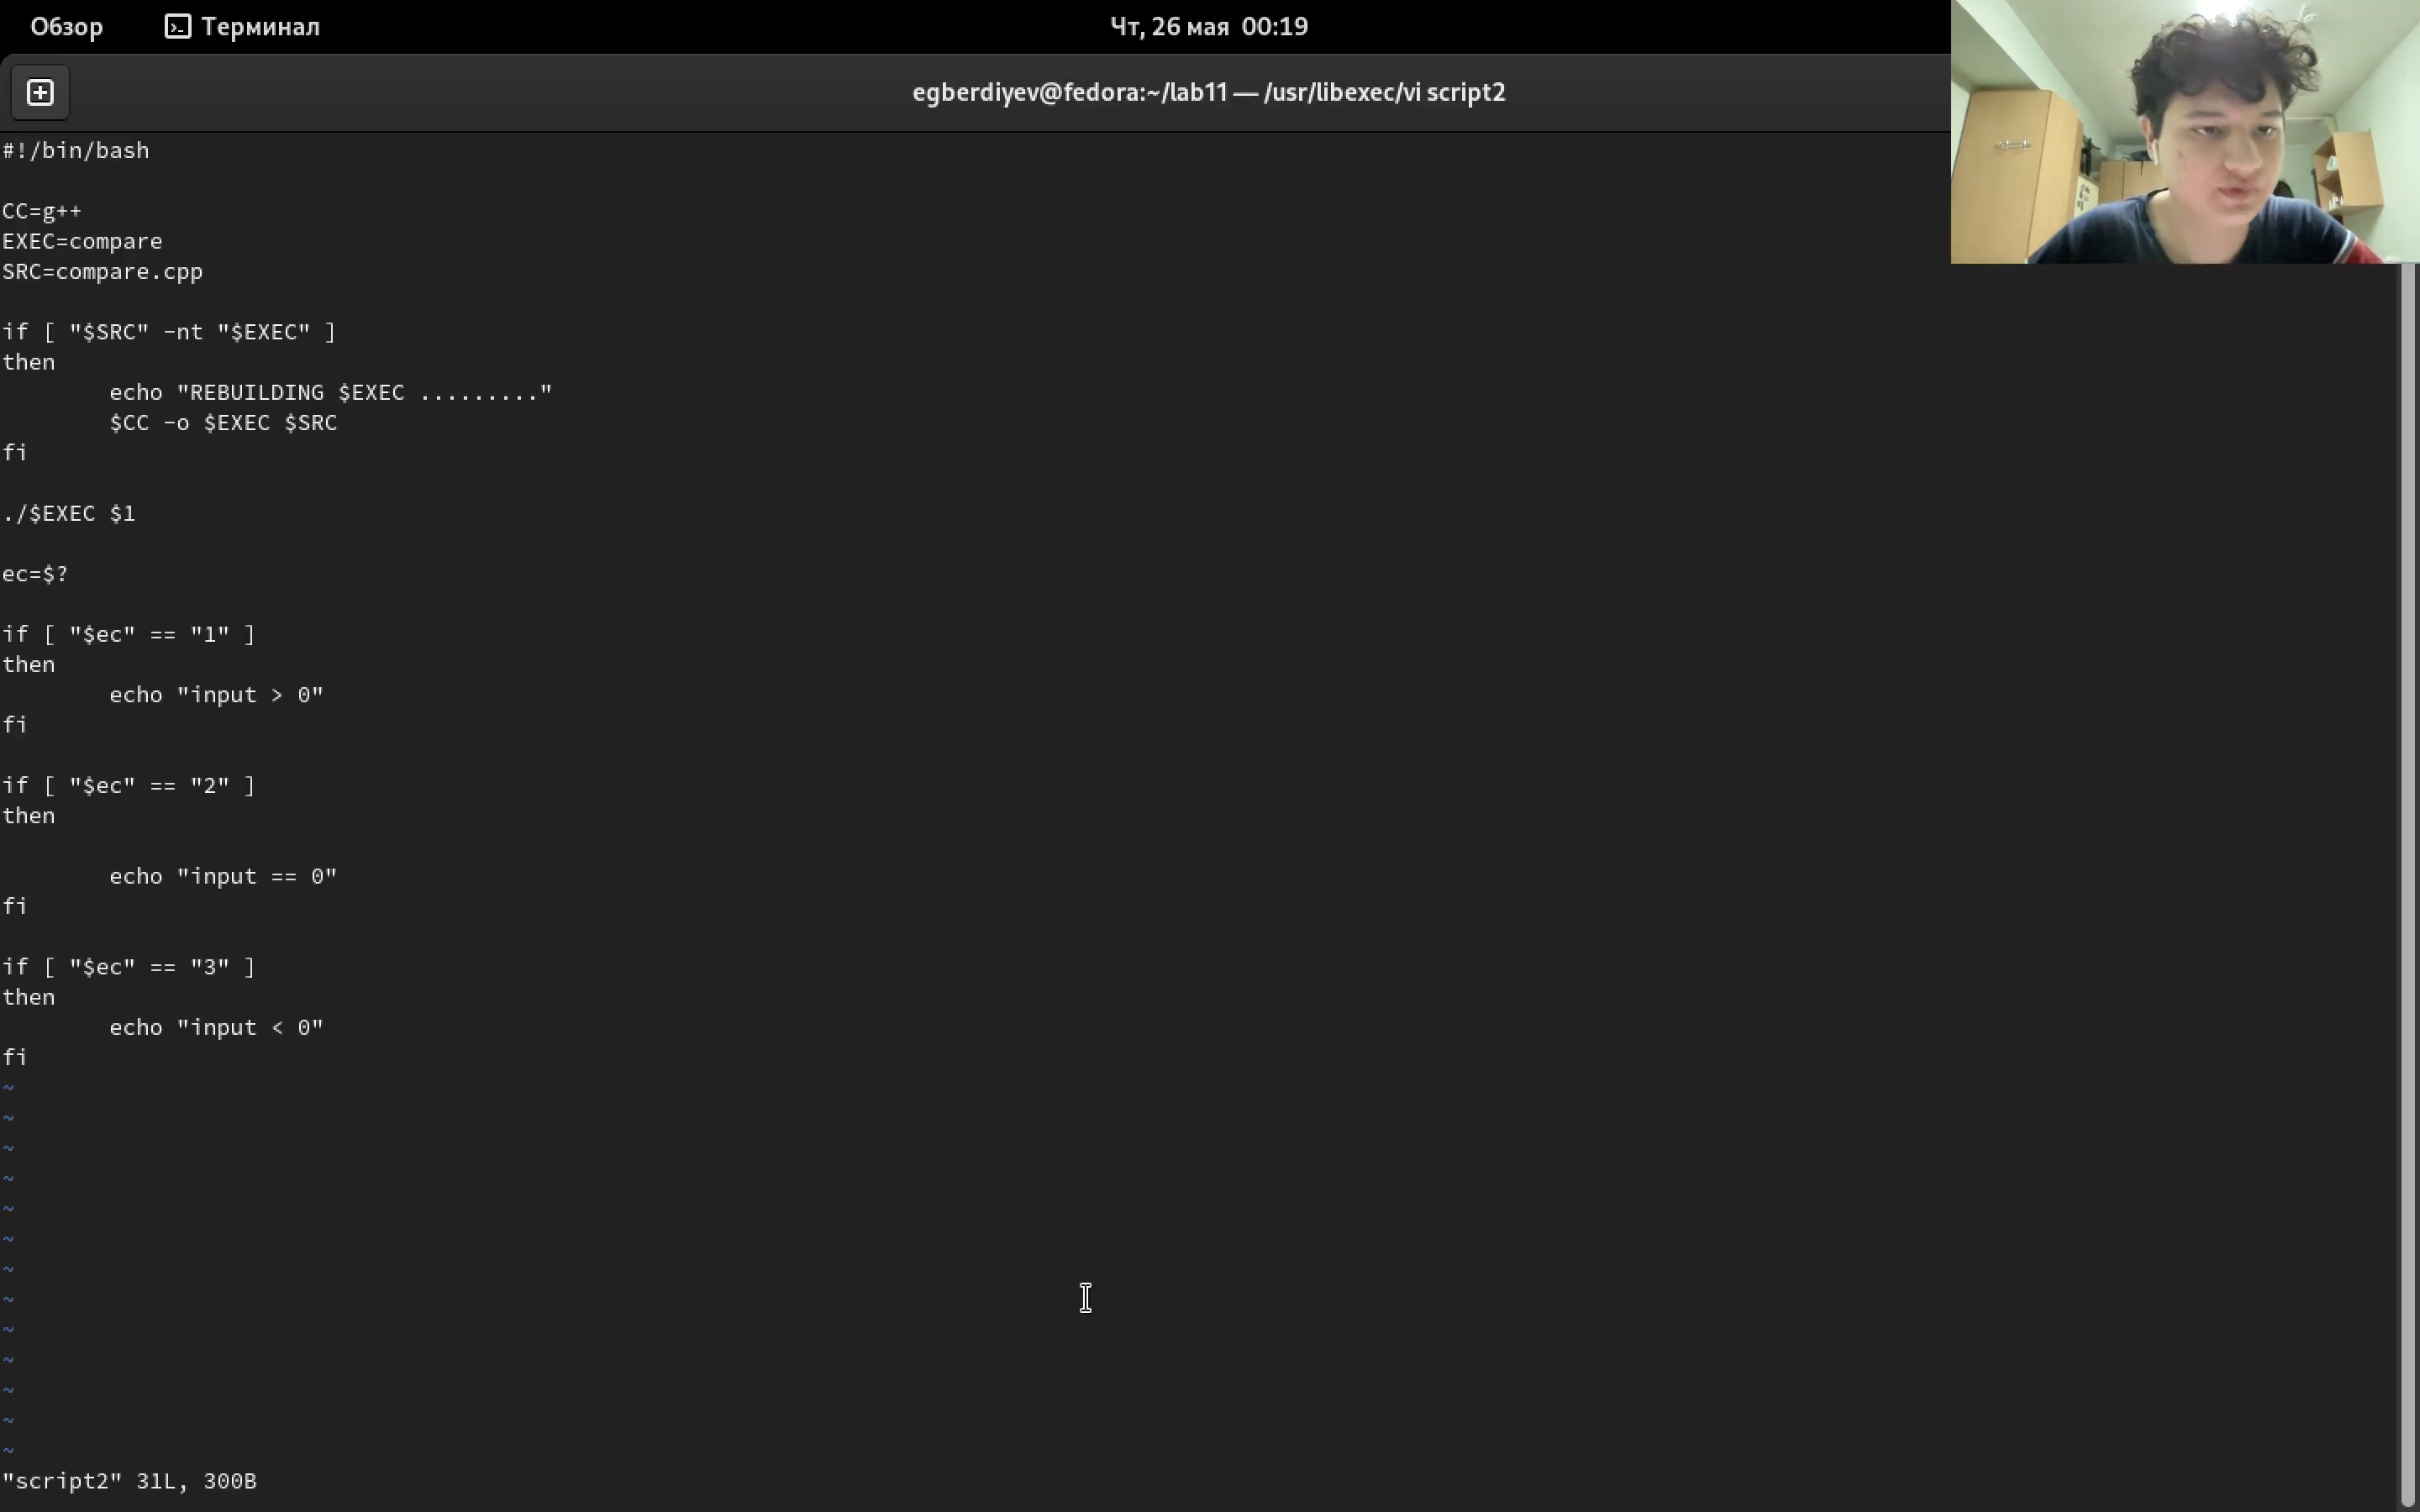 Обзор Терминал Чт, 26 мая 00:19
egberdiyev@fedora:~/lab11 — /usr/libexec/vi script2
#!/bin/bash
CC=g++
EXEC=compare
SRC=compare.cpp
if [ "$SRC" -nt "$EXEC" ]
then
echo "REBUILDING $EXEC ........."
$CC -o $EXEC $SRC
fi
./$EXEC $1
ec=$?
if [ "$ec" == "1" ]
then
echo "input > 0"
fi
if [ "$ec" == "2" ]
then
echo "input == 0"
fi
if [ "$ec" == "3" ]
then
echo "input < 0"
fi
~
~
~
~
~
~
~
~
~
~
~
~
~
"script2" 31L, 300B